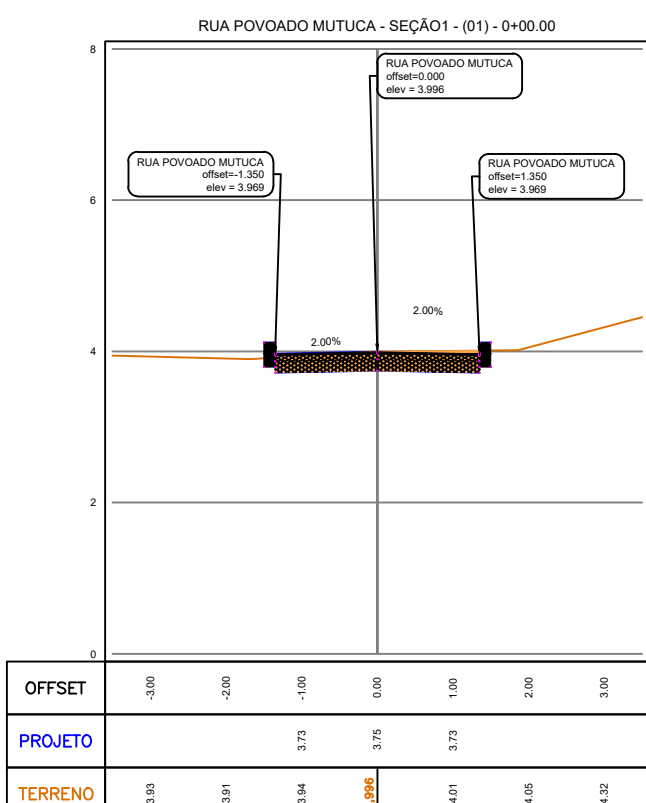 RUA POVOADO MUTUCA - SEÇÃO1 - (01) - 0+00.00
8
RUA POVOADO MUTUCA
offset=0.000
elev = 3.996
RUA POVOADO MUTUCA
offset=-1.350
elev = 3.969
RUA POVOADO MUTUCA
offset=1.350
elev = 3.969
6
2.00%
2.00%
4
2
0
OFFSET -3.00 -2.00 -1.00 0.00 1.00 2.00 3.00
PROJETO 3.73 3.75 3.73
TERRENO 3.93 3.91 3.94 4.01 4.05 4.32